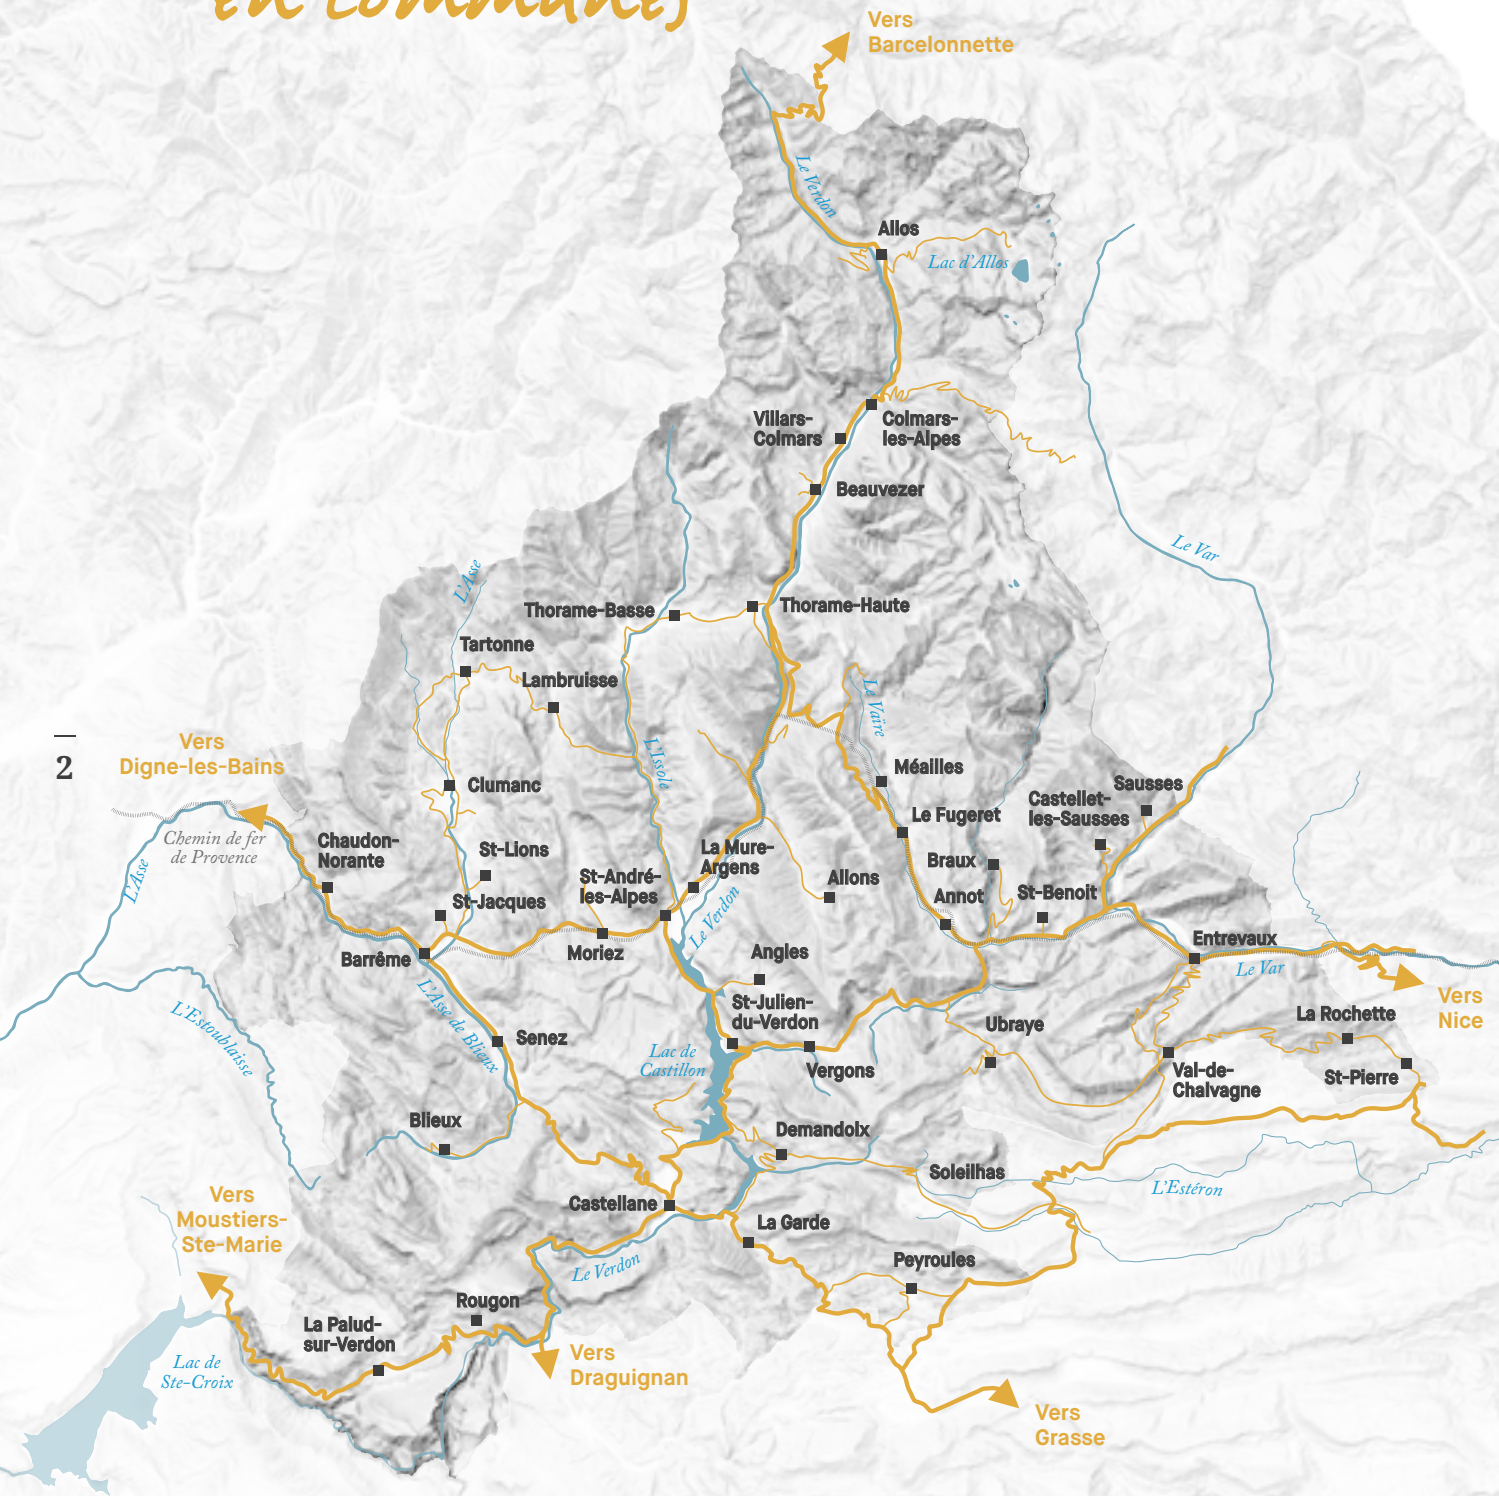 en communes
Vers
Barcelonnette
Le Verdon
Allos
Lac d'Allos
Villars-
Colmars
Colmars-
les-Alpes
Beauvezer
Le Var
L'Asse
Thorame-Basse
Thorame-Haute
Tartonne
Lambruisse
Le Vaïre
2
Vers
Digne-les-Bains
L'Issole
Clumanc
Méailles
Sausses
Castellet-
les-Sausses
Le Fugeret
Chemin de fer
de Provence
Chaudon-
Norante
St-Lions
La Mure-
Argens
Braux
L'Asse
St-André-
les-Alpes
Allons
St-Jacques
Annot
St-Benoit
Le Verdon
Barrême
Moriez
Angles
Entrevaux
Le Var
Vers
Nice
L'Estoublaisse
L'Asse de Blieux
St-Julien-
du-Verdon
Senez
Ubraye
La Rochette
Lac de
Castillon
Vergons
Val-de-
Chalvagne
St-Pierre
Blieux
Demandolx
Soleilhas
L'Estéron
Vers
Moustiers-
Ste-Marie
Castellane
La Garde
Le Verdon
Peyroules
Rougon
La Palud-
sur-Verdon
Lac de
Ste-Croix
Vers
Draguignan
Vers
Grasse